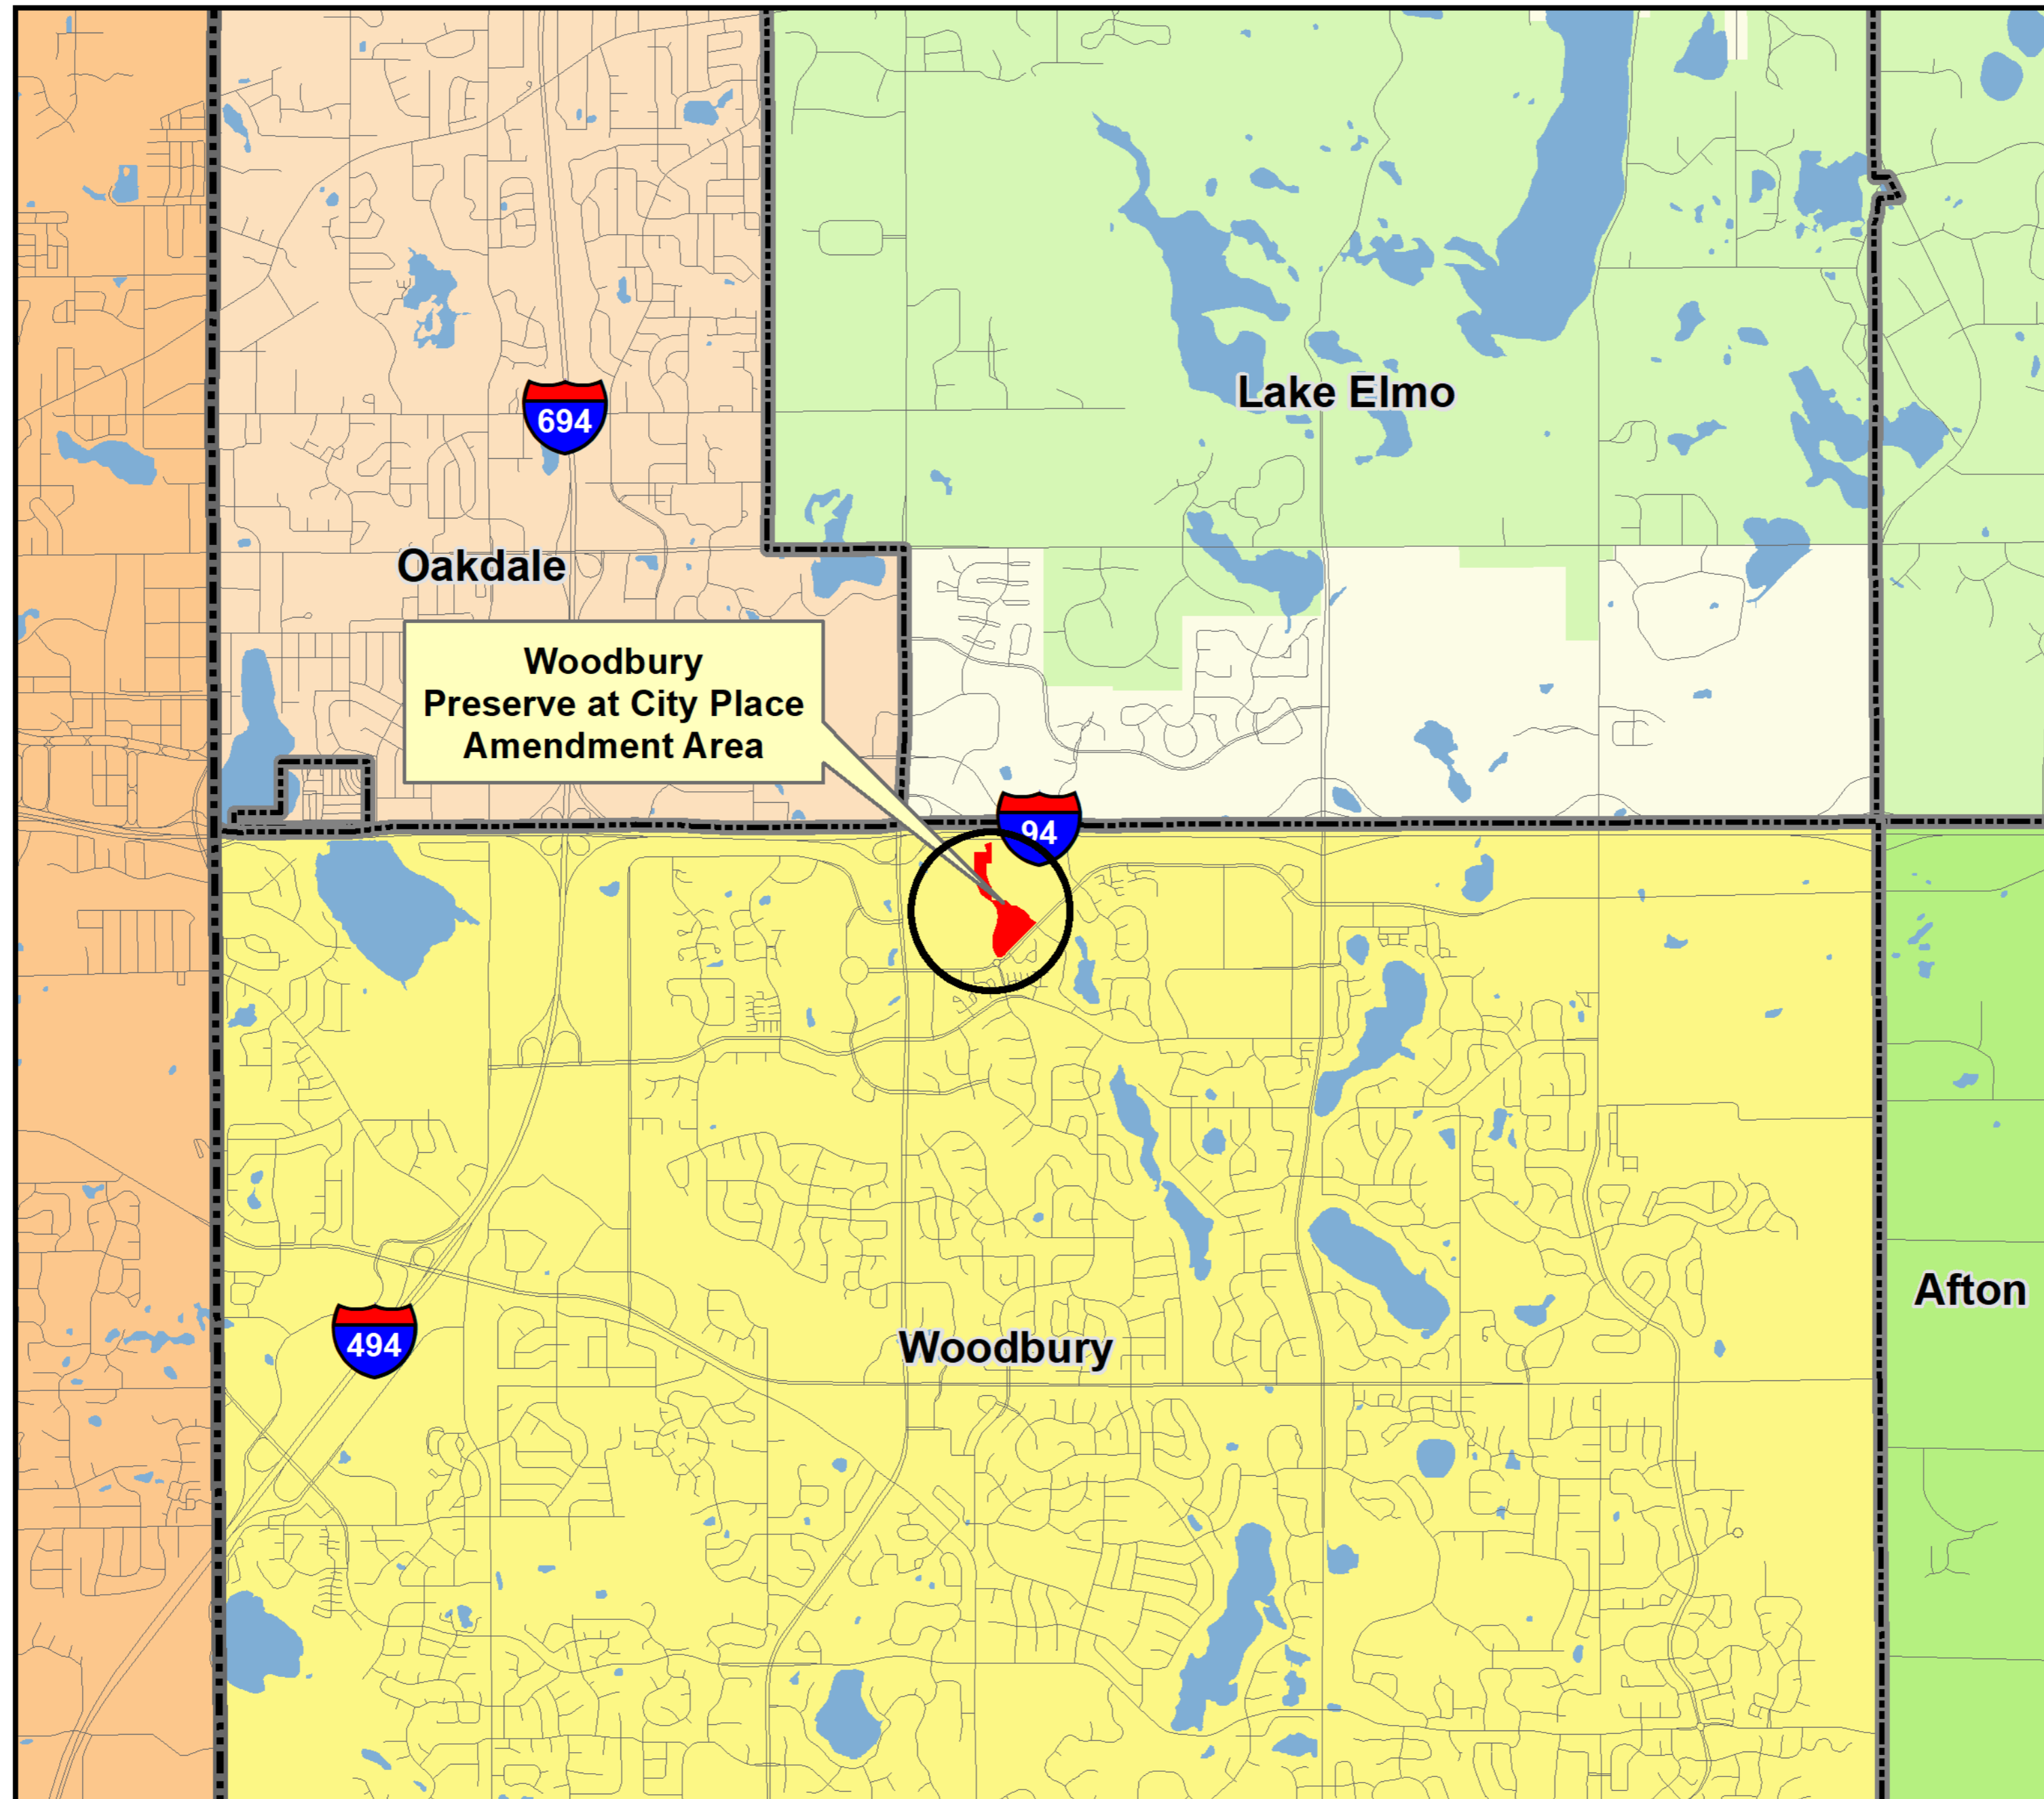 694
Lake Elmo
Oakdale
Woodbury
Preserve at City Place
Amendment Area
94
Afton
494
Woodbury